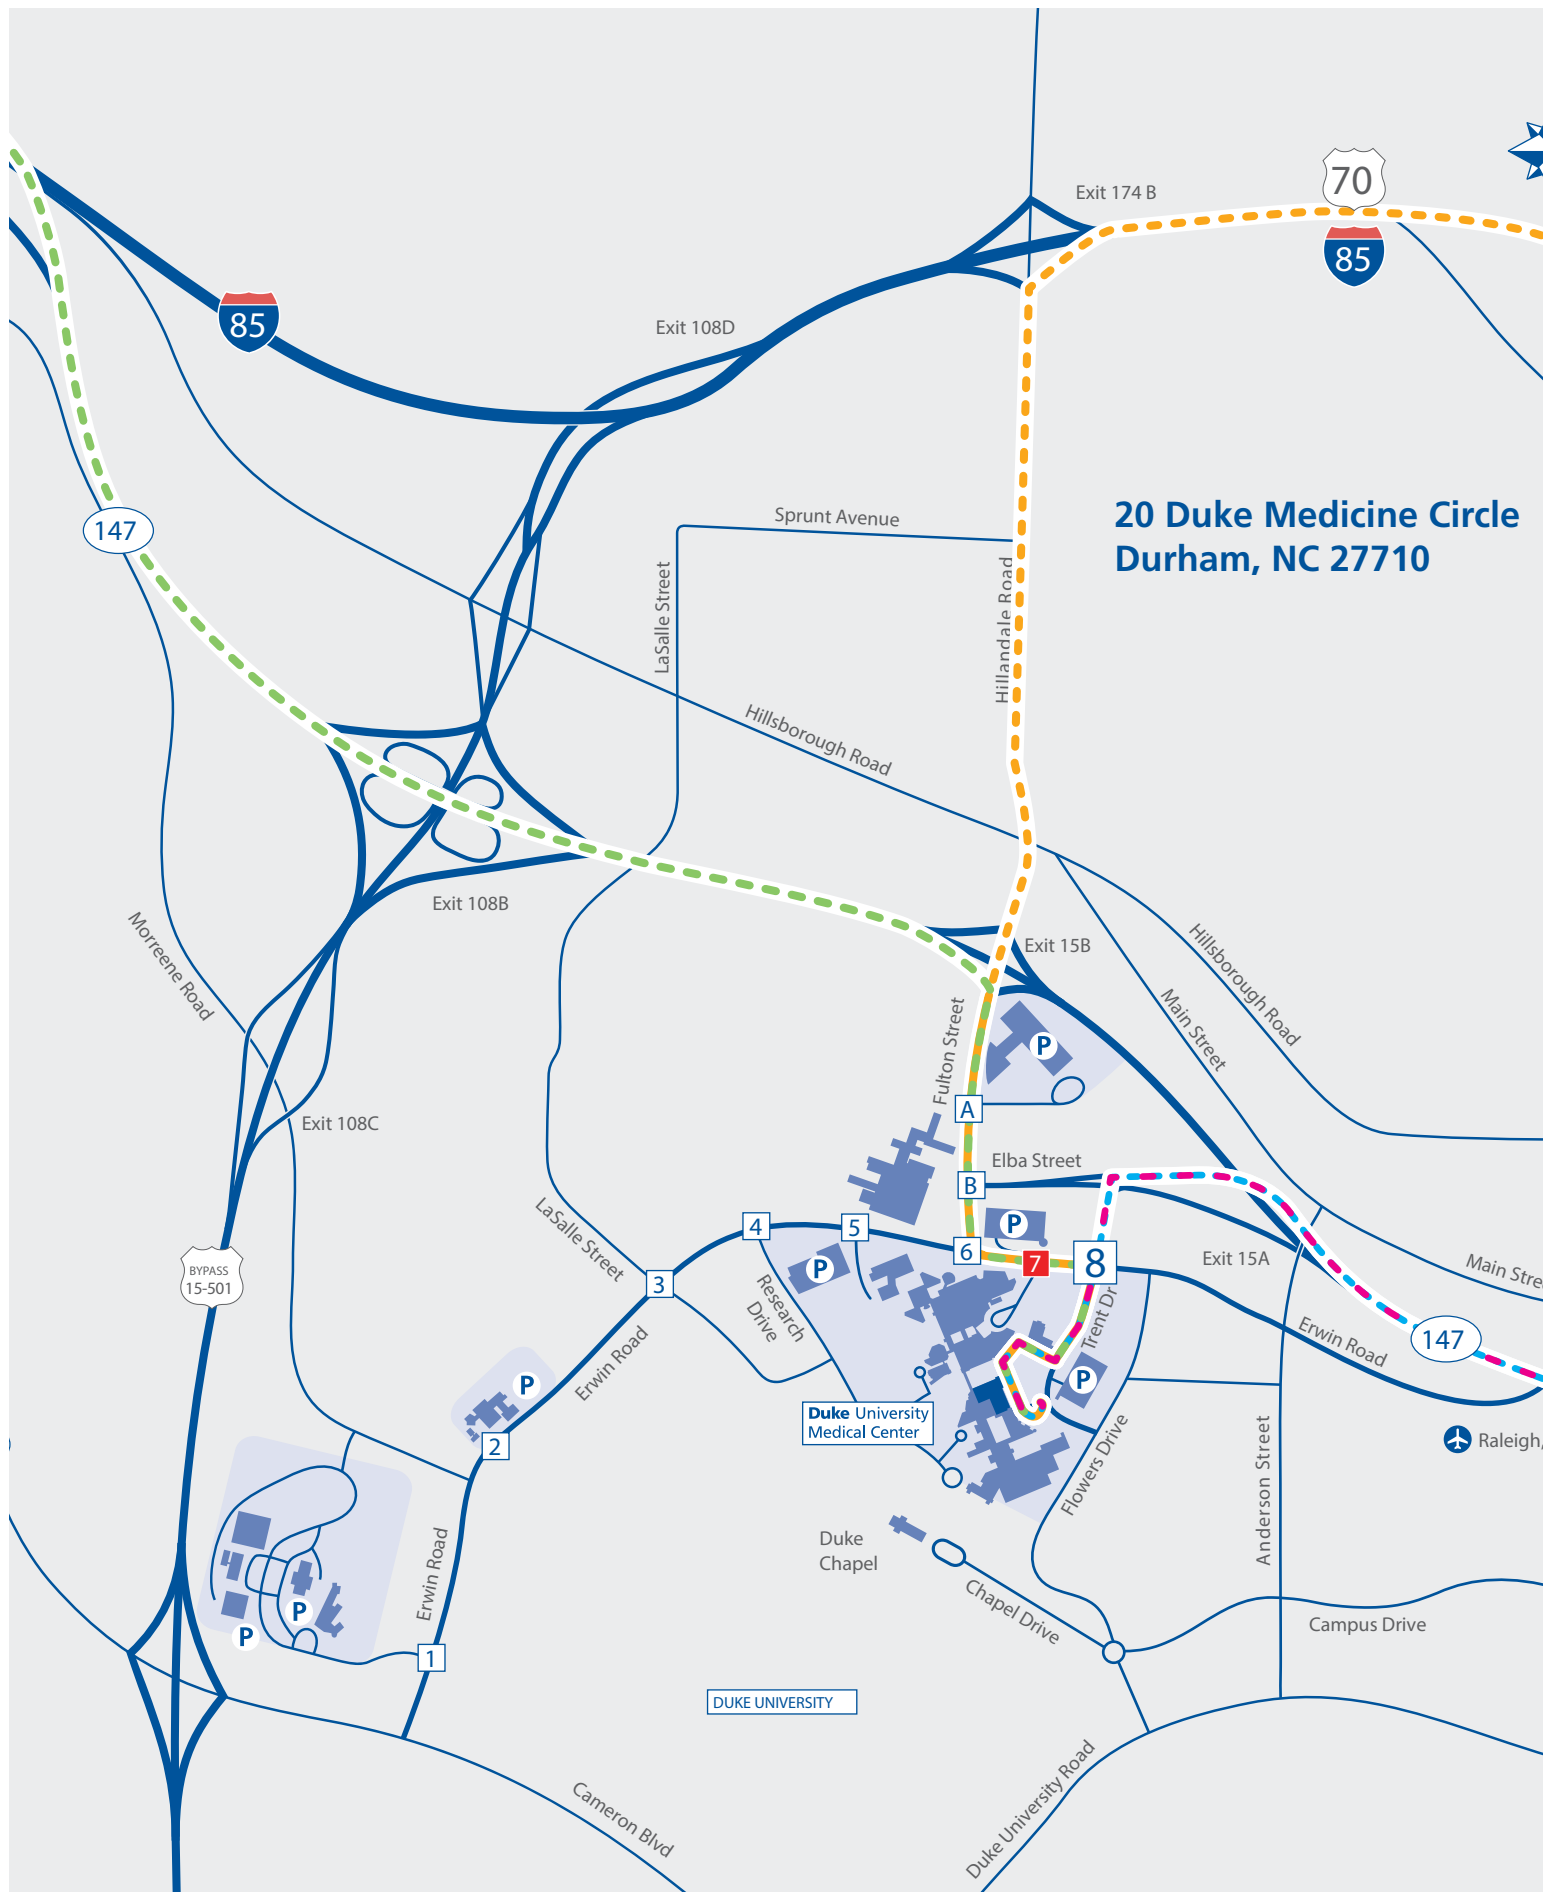 Exit 174 B
70
85
85
Exit 108D
20 Duke Medicine Circle
Durham, NC 27710
147
Sprunt Avenue
LaSalle Street
Hillandale Road
Hillsborough Road
Exit 108B
Morreene Road
Exit 15B
Hillsborough Road
Main Street
Fulton Street
P
A
Exit 108C
Elba Street
B
LaSalle Street
4
5
P
6
7
8
Exit 15A
Main Stre
BYPASS
15-501
3
P
Research
Drive
Trent Dr
Erwin Road
147
Erwin Road
P
P
Duke University
Medical Center
2
Flowers Drive
Anderson Street
Raleigh,
Duke
Chapel
Erwin Road
Chapel Drive
P
P
Campus Drive
1
DUKE UNIVERSITY
Cameron Blvd
Duke University Road